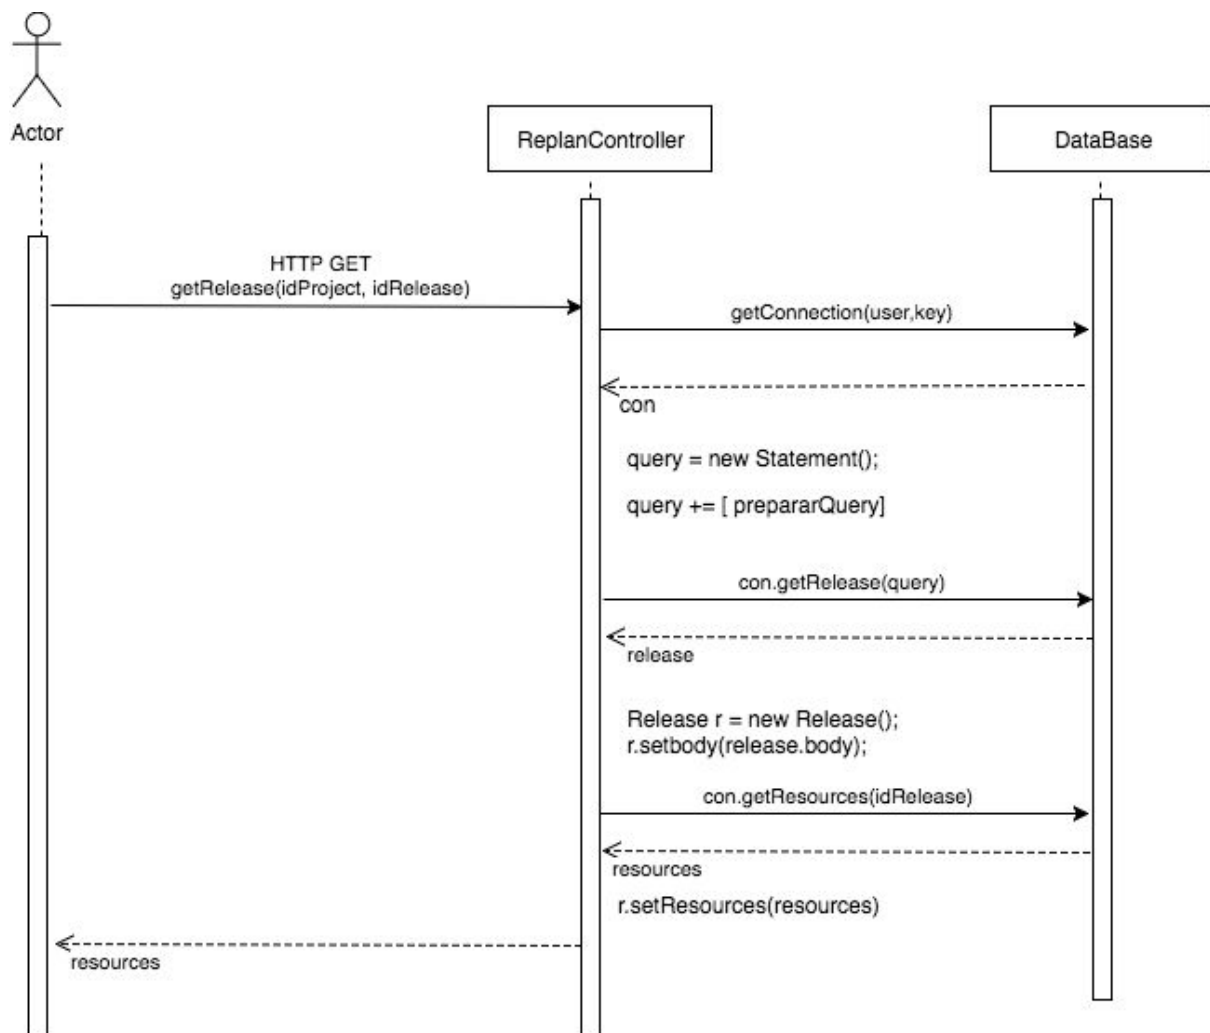 Actor
ReplanController
DataBase
HTTP GET
getRelease(idProject, idRelease)
getConnection(user,key)
con
query = new Statement();
query += [ prepararQuery]
con.getRelease(query)
release
Release r = new Release();
r.setbody(release.body);
con.getResources(idRelease)
resources
r.setResources(resources)
resources